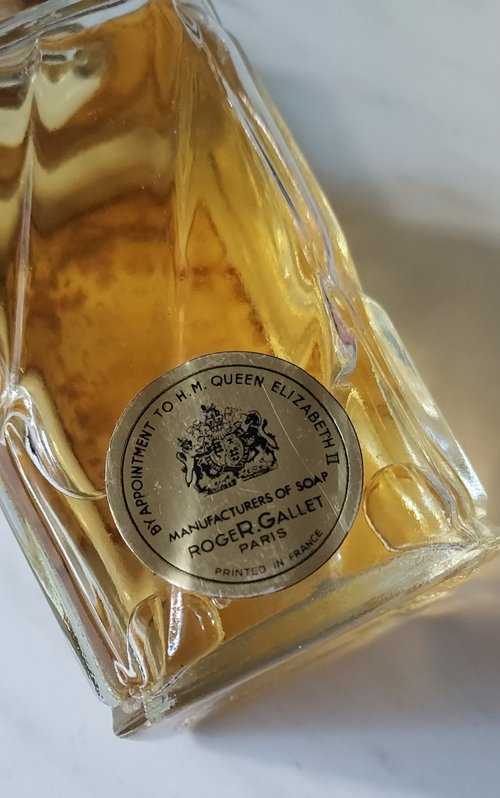 BY APPOINTMENT TO H.M. QUEEN ELIZABETH II
MANUFACTURERS OF SOAP
ROGER.GALLET
PARIS
PRINTED IN FRANCE